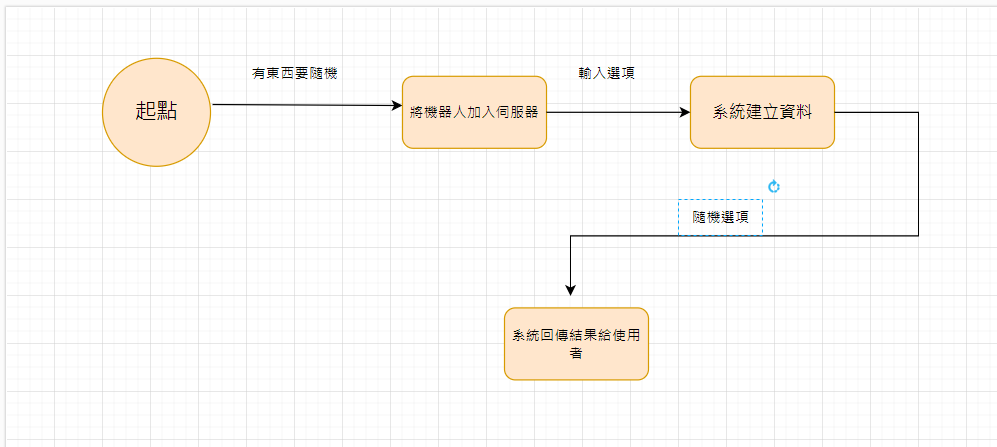 有東西要隨機
輸入選項
起點
將機器人加入伺服器
系統建立資料
隨機選項
系統回傳結果給使用
者